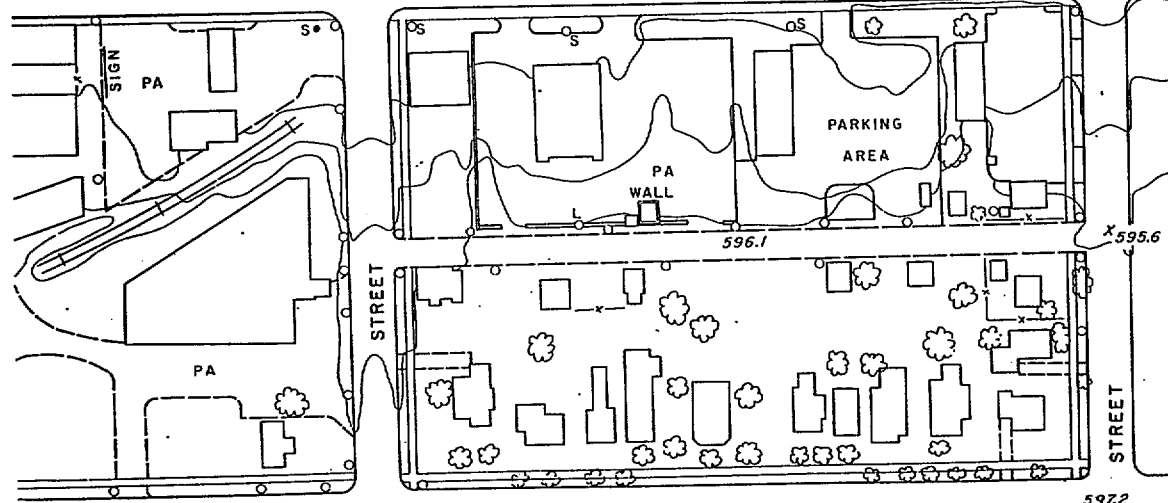 S
S
S
S
SIGN
PA
PARKING
AREA
PA
WALL
L
596.1
X 595.6
STREET
PA
STREET
597.2